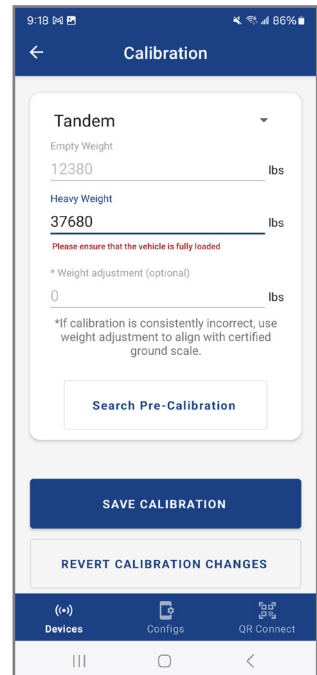 9:18
86%
Calibration
Tandem
Empty Weight
12380 lbs
Heavy Weight
37680 lbs
Please ensure that the vehicle is fully loaded
* Weight adjustment (optional)
0 lbs
*If calibration is consistently incorrect, use
weight adjustment to align with certified
ground scale.
Search Pre-Calibration
SAVE CALIBRATION
REVERT CALIBRATION CHANGES
Devices
Configs
QR Connect